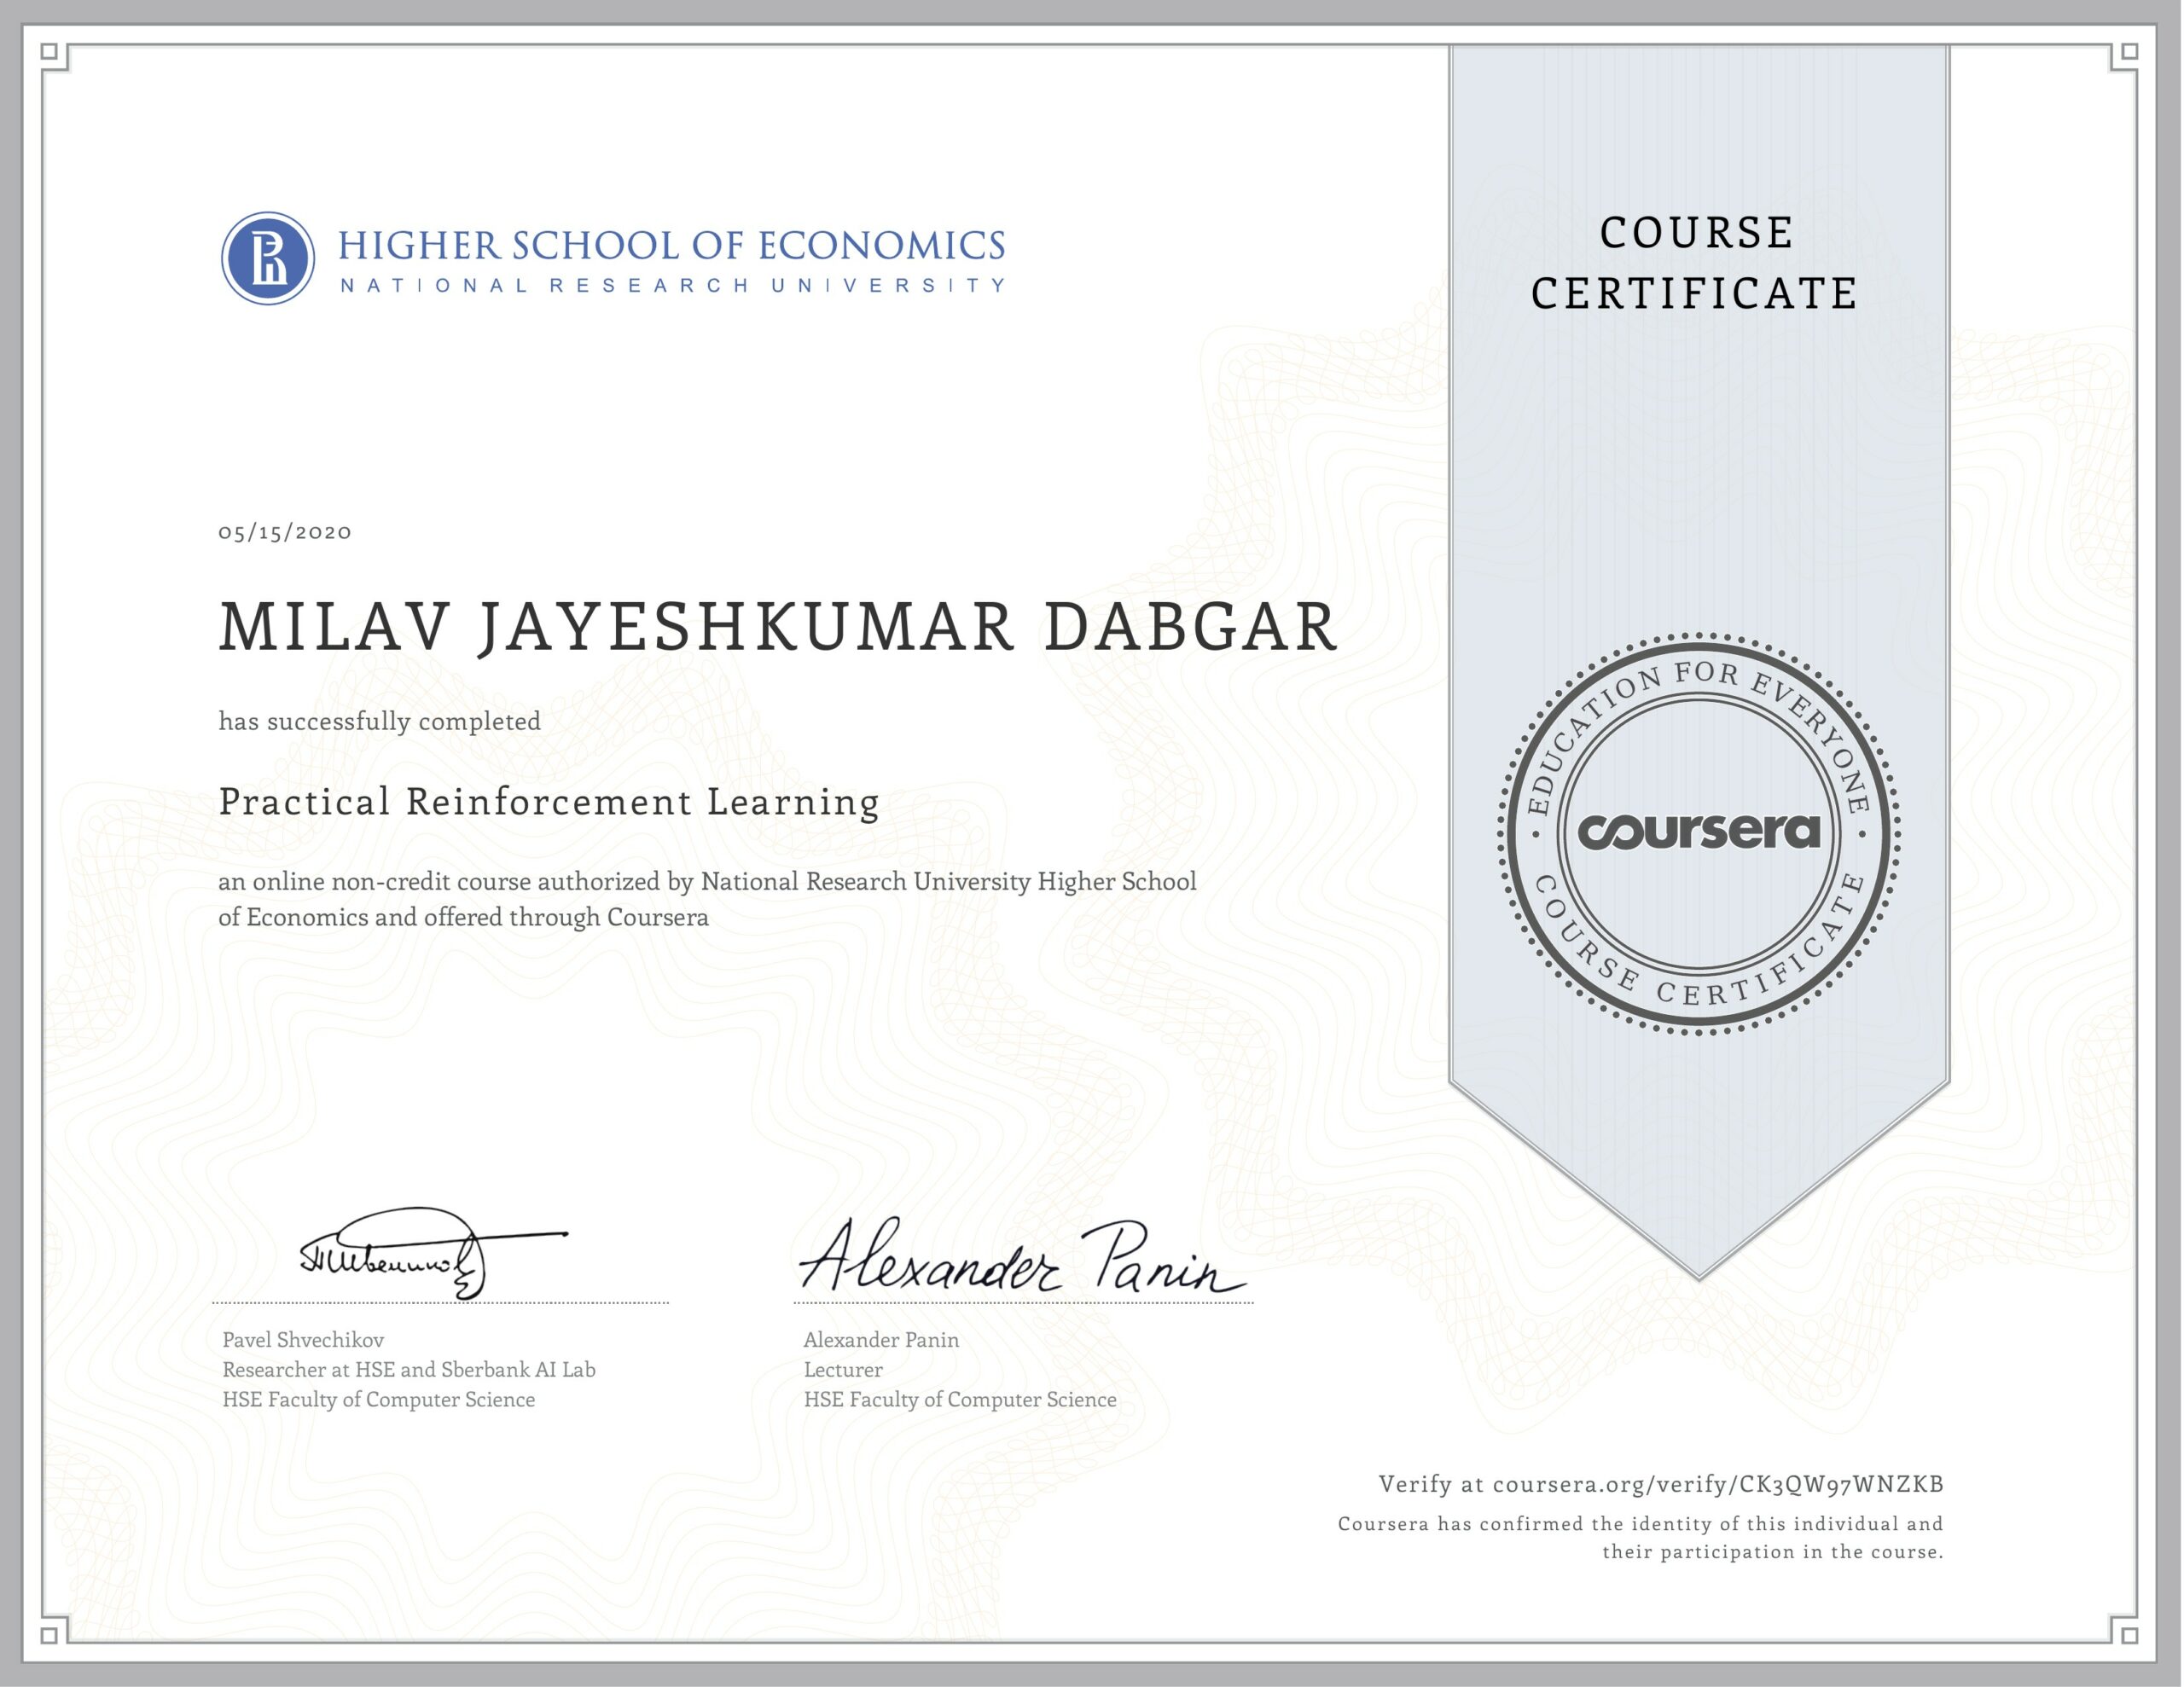 HIGHER SCHOOL OF ECONOMICS
NATIONAL RESEARCH UNIVERSITY
COURSE
CERTIFICATE
05/15/2020
MILAV JAYESHKUMAR DABGAR
has successfully completed
Practical Reinforcement Learning
an online non-credit course authorized by National Research University Higher School
of Economics and offered through Coursera
EDUCATION FOR EVERYONE
coursera
COURSE CERTIFICATE
Alexander Panin
Pavel Shvechikov
Researcher at HSE and Sberbank AI Lab
HSE Faculty of Computer Science
Alexander Panin
Lecturer
HSE Faculty of Computer Science
Verify at coursera.org/verify/CK3QW97WNZKB
Coursera has confirmed the identity of this individual and
their participation in the course.